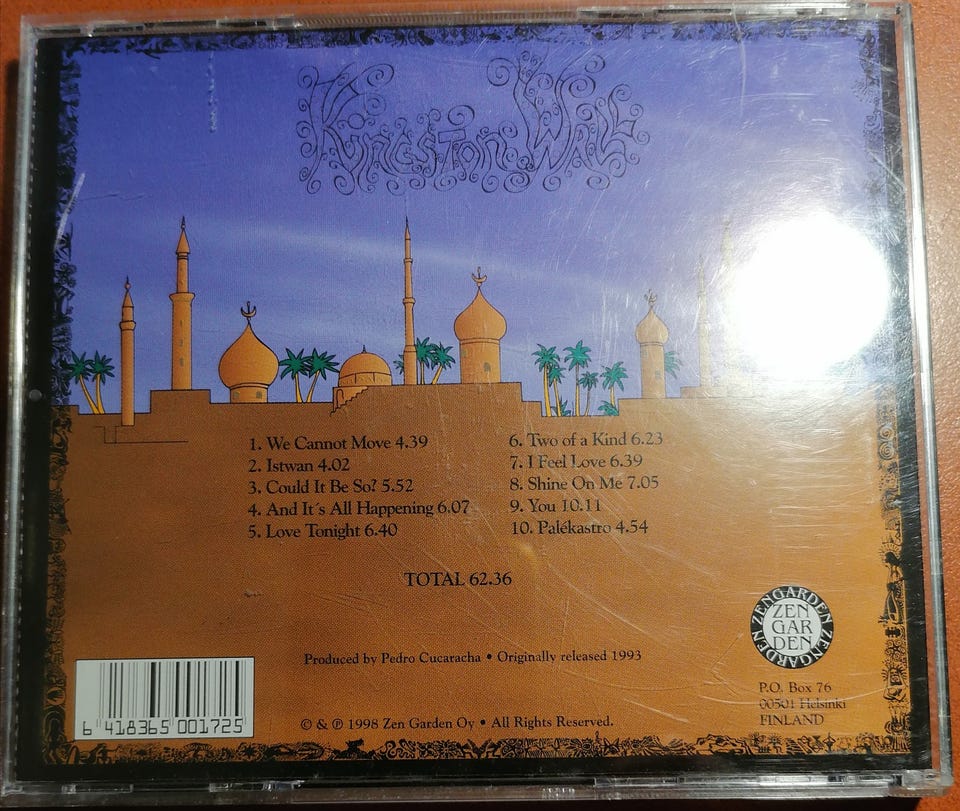 Kingston Wall
1. We Cannot Move 4.39
2. Istwan 4.02
3. Could It Be So? 5.52
4. And It´s All Happening 6.07
5. Love Tonight 6.40
6. Two of a Kind 6.23
7. I Feel Love 6.39
8. Shine On Me 7.05
9. You 10.11
10. Palékastro 4.54
TOTAL 62.36
Produced by Pedro Cucaracha • Originally released 1993
© & ℗ 1998 Zen Garden Oy • All Rights Reserved.
6 418365 001725
ZENGARDEN ZENGARDEN ZENGARDEN
ZEN
GAR
DEN
P.O. Box 76
00501 Helsinki
FINLAND